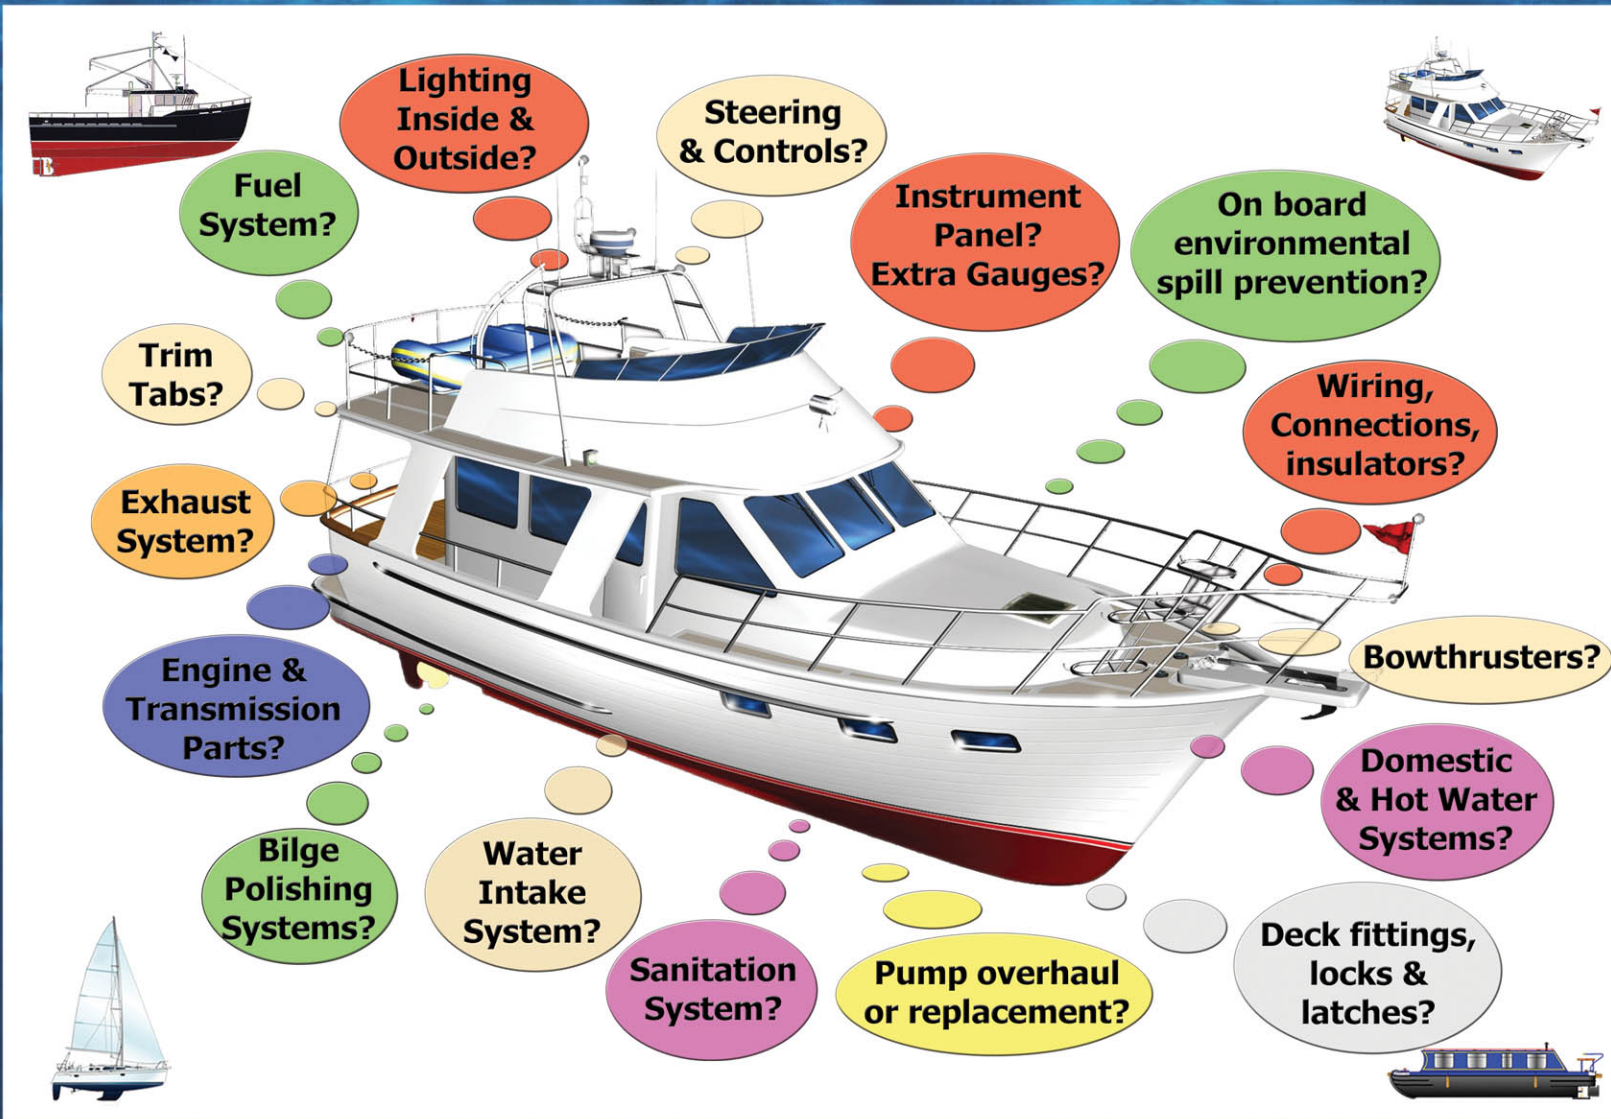 Lighting
Inside &
Outside?
Steering
& Controls?
Fuel
System?
Instrument
Panel?
Extra Gauges?
On board
environmental
spill prevention?
Trim
Tabs?
Wiring,
Connections,
insulators?
Exhaust
System?
Bowthrusters?
Engine &
Transmission
Parts?
Domestic
& Hot Water
Systems?
Bilge
Polishing
Systems?
Water
Intake
System?
Sanitation
System?
Pump overhaul
or replacement?
Deck fittings,
locks &
latches?